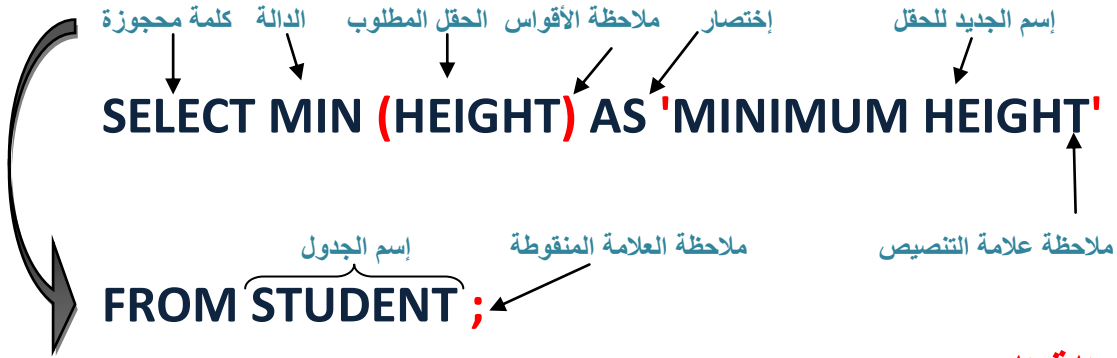 كلمة محجوزة الدالة الحقل المطلوب ملاحظة الأقواس إختصار إسم الجديد للحقل
SELECT MIN (HEIGHT) AS 'MINIMUM HEIGHT'
إسم الجدول ملاحظة العلامة المنقوطة ملاحظة علامة التنصيص
FROM STUDENT ;